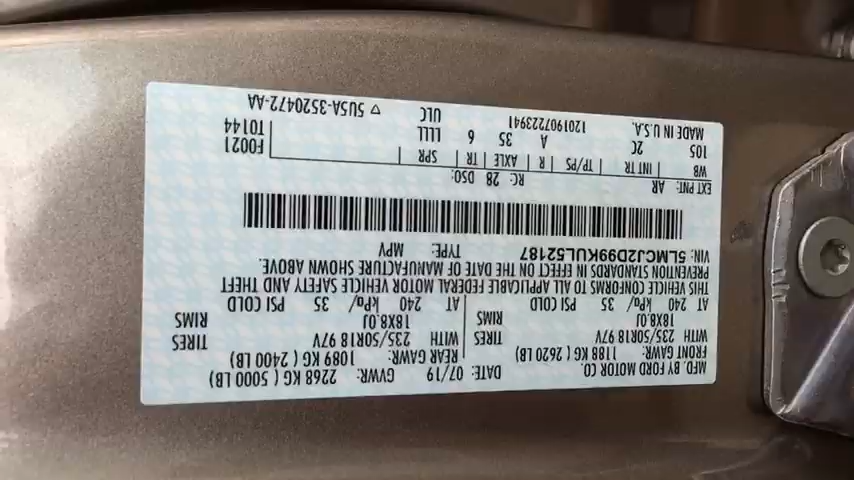 MFD. BY FORD MOTOR CO.
DATE: 07/19 GVWR: 2268 KG ( 5000 LB)
FRONT GAWR: 1188 KG ( 2620 LB) REAR GAWR: 1089 KG ( 2400 LB)
WITH 235/50R18 97V TIRES WITH 235/50R18 97V TIRES
18X8.0J RIMS 18X8.0J RIMS
AT 240 kPa/ 35 PSI COLD AT 240 kPa/ 35 PSI COLD
THIS VEHICLE CONFORMS TO ALL APPLICABLE FEDERAL MOTOR VEHICLE SAFETY AND THEFT
PREVENTION STANDARDS IN EFFECT ON THE DATE OF MANUFACTURE SHOWN ABOVE.
VIN: 5LMCJ2D99KUL52187 TYPE: MPV
EXT PNT: AR RC: 28 DSO:
WB INT TR TP/PS R AXLE TR SPR F0021
105 2C A 35 6 LLLL T0144
MADE IN U.S.A. 1201907223941 ULC ▽ 5U5A-3520472-AA